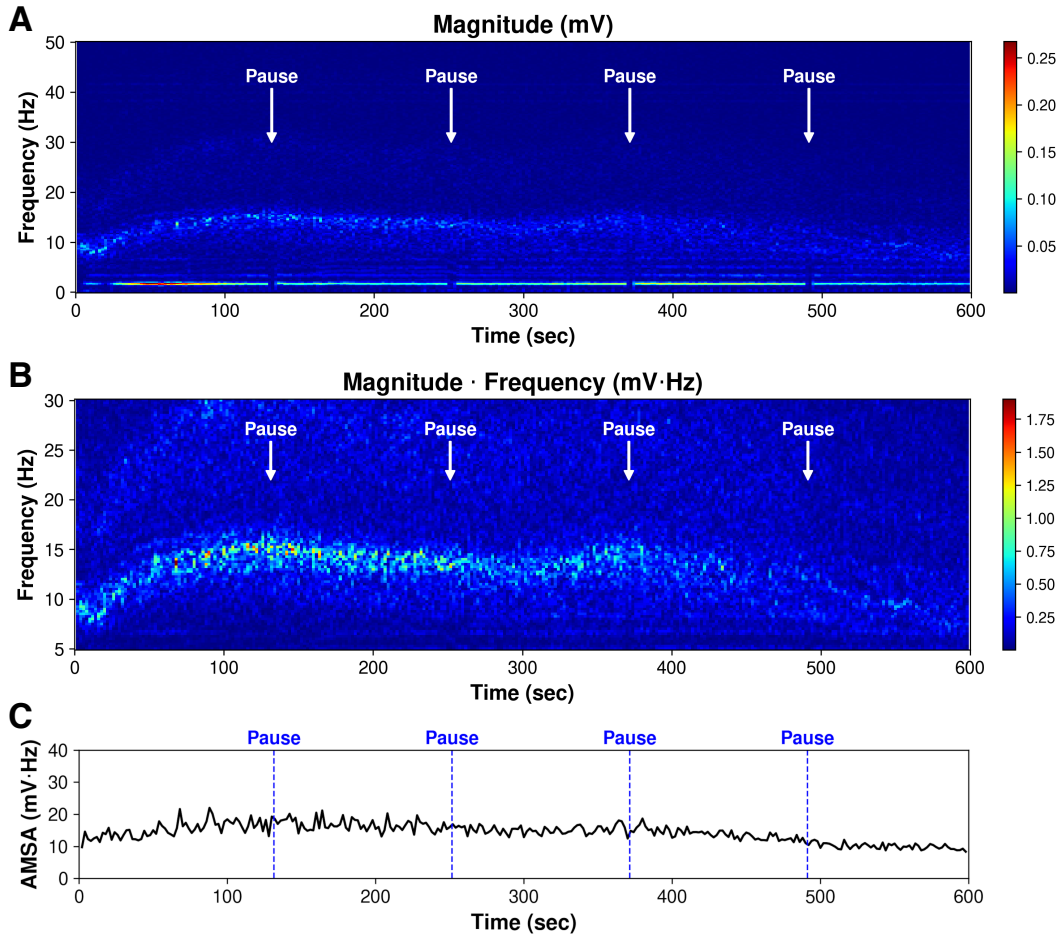 A
Magnitude (mV)
Frequency (Hz)
50
40
30
20
10
0
Pause
Pause
Pause
Pause
0.25
0.20
0.15
0.10
0.05
0
100
200
300
400
500
600
Time (sec)
B
Magnitude · Frequency (mV·Hz)
Frequency (Hz)
30
25
20
15
10
5
Pause
Pause
Pause
Pause
1.75
1.50
1.25
1.00
0.75
0.50
0.25
0
100
200
300
400
500
600
Time (sec)
C
Pause
Pause
Pause
Pause
AMSA (mV·Hz)
40
30
20
10
0
0
100
200
300
400
500
600
Time (sec)